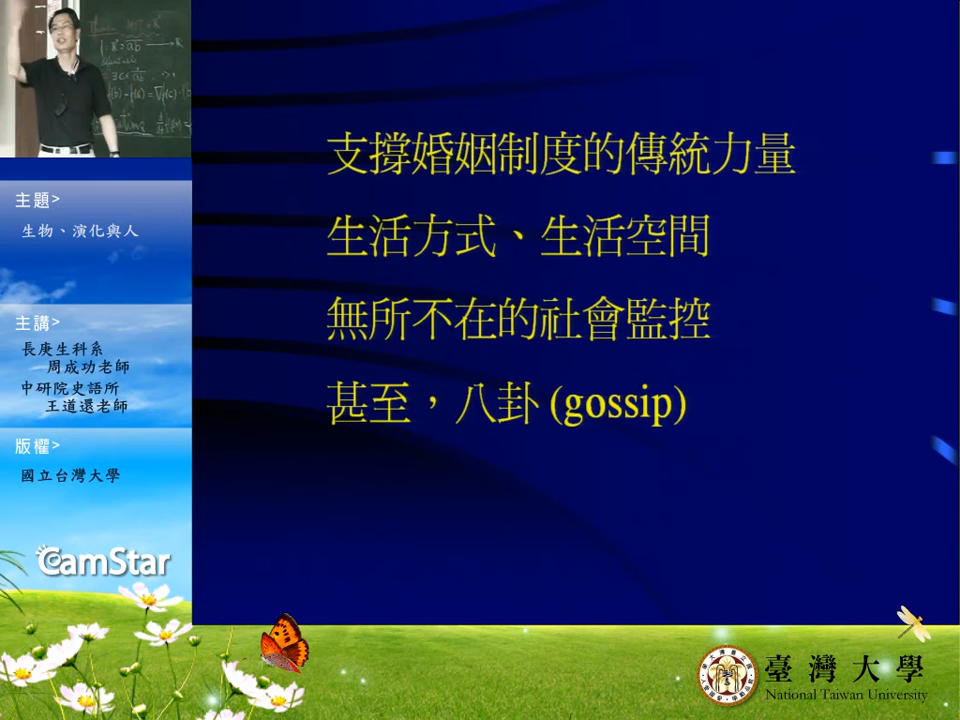 支撐婚姻制度的傳統力量
生活方式、生活空間
無所不在的社會監控
甚至，八卦 (gossip)
主題>
生物、演化與人
主講>
長庚生科系
周成功老師
中研院史語所
王道還老師
版權>
國立台灣大學
CamStar
臺灣大學
National Taiwan University